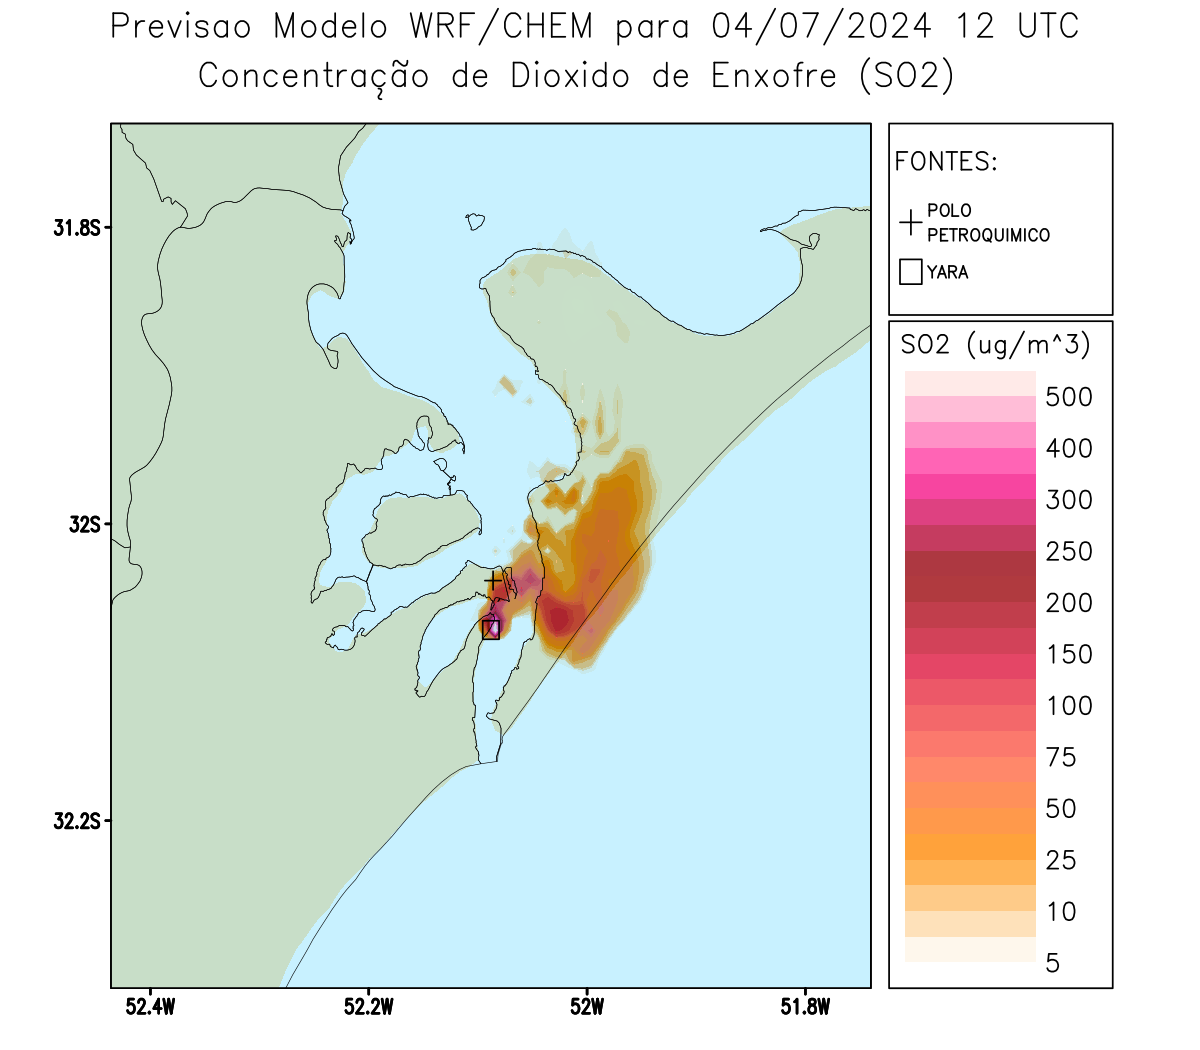 Previsao Modelo WRF/CHEM para 04/07/2024 12 UTC
Concentração de Dioxido de Enxofre (SO2)
FONTES:
POLO
PETROQUIMICO
YARA
SO2 (ug/m^3)
500
400
300
250
200
150
100
75
50
25
10
5
31.8S
32S
32.2S
52.4W
52.2W
52W
51.8W